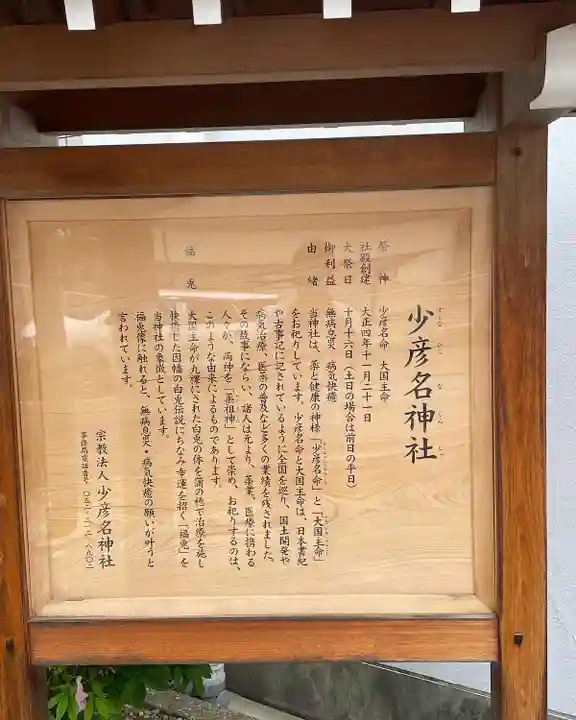 少彦名神社
すくなひこなじんじゃ
祭神　少彦名命　大国主命
社殿創建　大正四年十一月二十一日
大祭日　十月十六日（土日の場合は前日の平日）
御利益　無病息災　病気快癒
由緒　当神社は、薬と健康の神様「少彦名命」と「大国主命」
をお祀りしています。少彦名命と大国主命は、日本書紀
や古事記に記されているように全国を巡り、国土開発や
病気治療、医薬の普及など多くの業績を残されました。
その故事にならい、諸人は元より、薬業、医療に携わる
人々が、両神を「薬祖神」として崇め、お祀りするのは、
このような由来によるものであります。
福兎　大国主命が丸裸にされた白兎の体を蒲の穂で治療を施し
快癒した因幡の白兎伝説にちなみ幸運を招く「福兎」を
当神社の象徴としています。
福兎像に触れると、無病息災・病気快癒の願いが叶うと
言われています。
宗教法人 少彦名神社